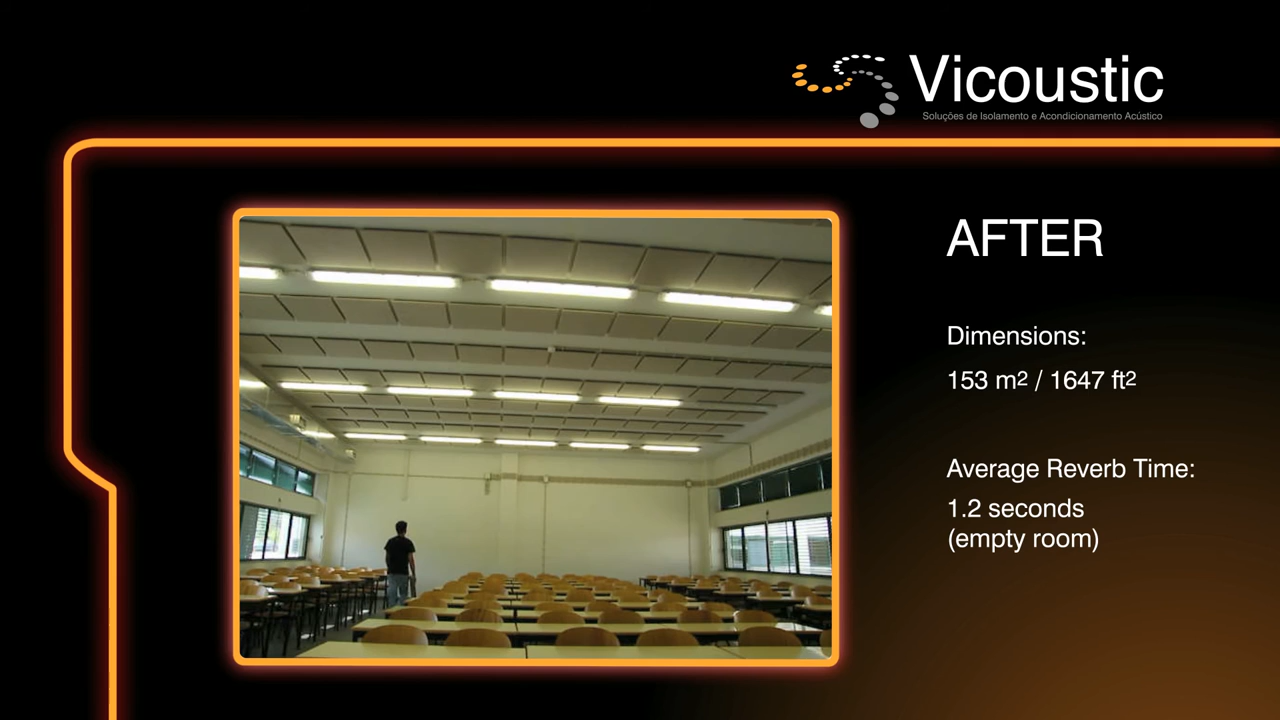 Vicoustic
Soluções de Isolamento e Acondicionamento Acústico
AFTER
Dimensions:
153 m² / 1647 ft²
Average Reverb Time:
1.2 seconds
(empty room)